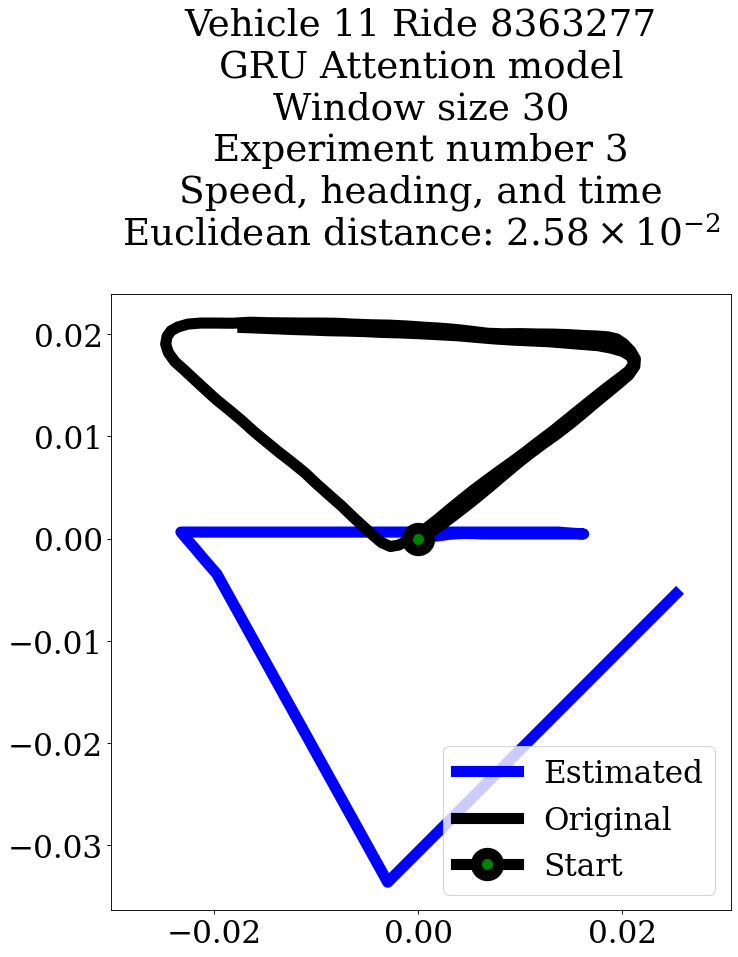 Vehicle 11 Ride 8363277
GRU Attention model
Window size 30
Experiment number 3
Speed, heading, and time
Euclidean distance: 2.58 × 10⁻²
0.02
0.01
0.00
−0.01
−0.02
−0.03
−0.02
0.00
0.02
Estimated
Original
Start